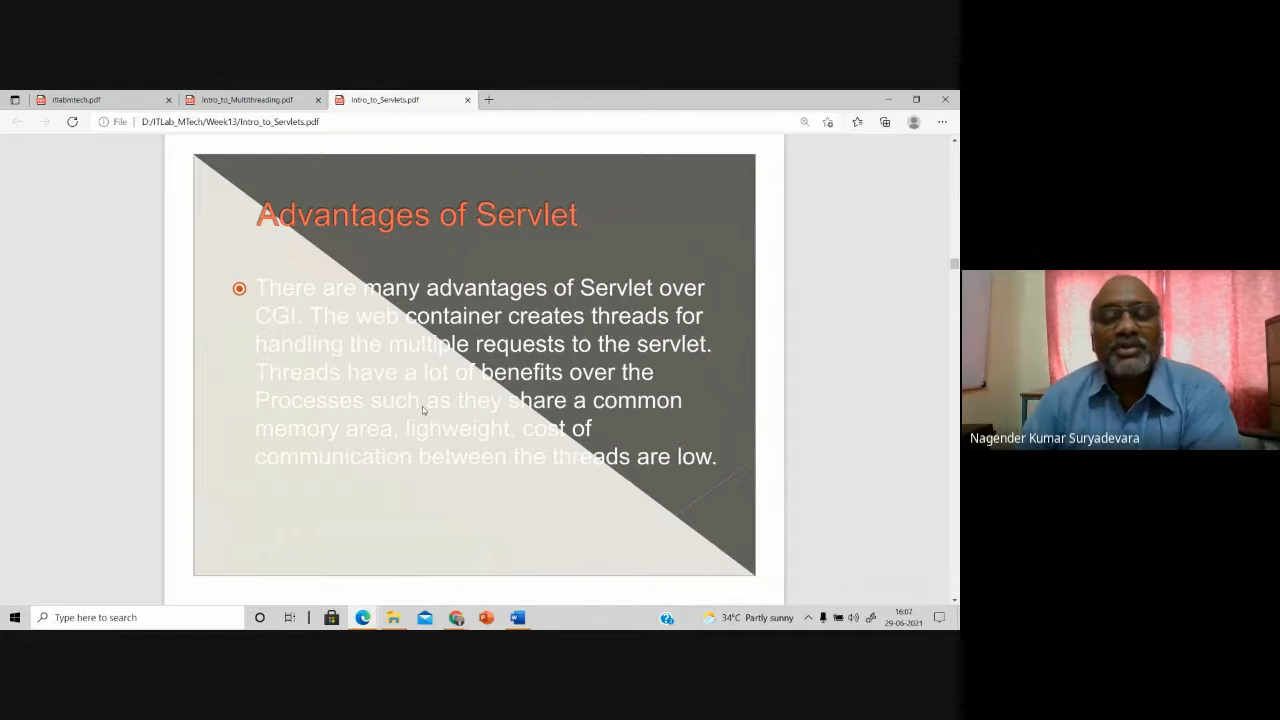 itlabmtech.pdf
Intro_to_Multithreading.pdf
Intro_to_Servlets.pdf
File
D:/ITLab_MTech/Week13/Intro_to_Servlets.pdf
Advantages of Servlet
There are many advantages of Servlet over
CGI. The web container creates threads for
handling the multiple requests to the servlet.
Threads have a lot of benefits over the
Processes such as they share a common
memory area, lighweight, cost of
communication between the threads are low.
Nagender Kumar Suryadevara
Type here to search
34°C Partly sunny
16:07
29-06-2021